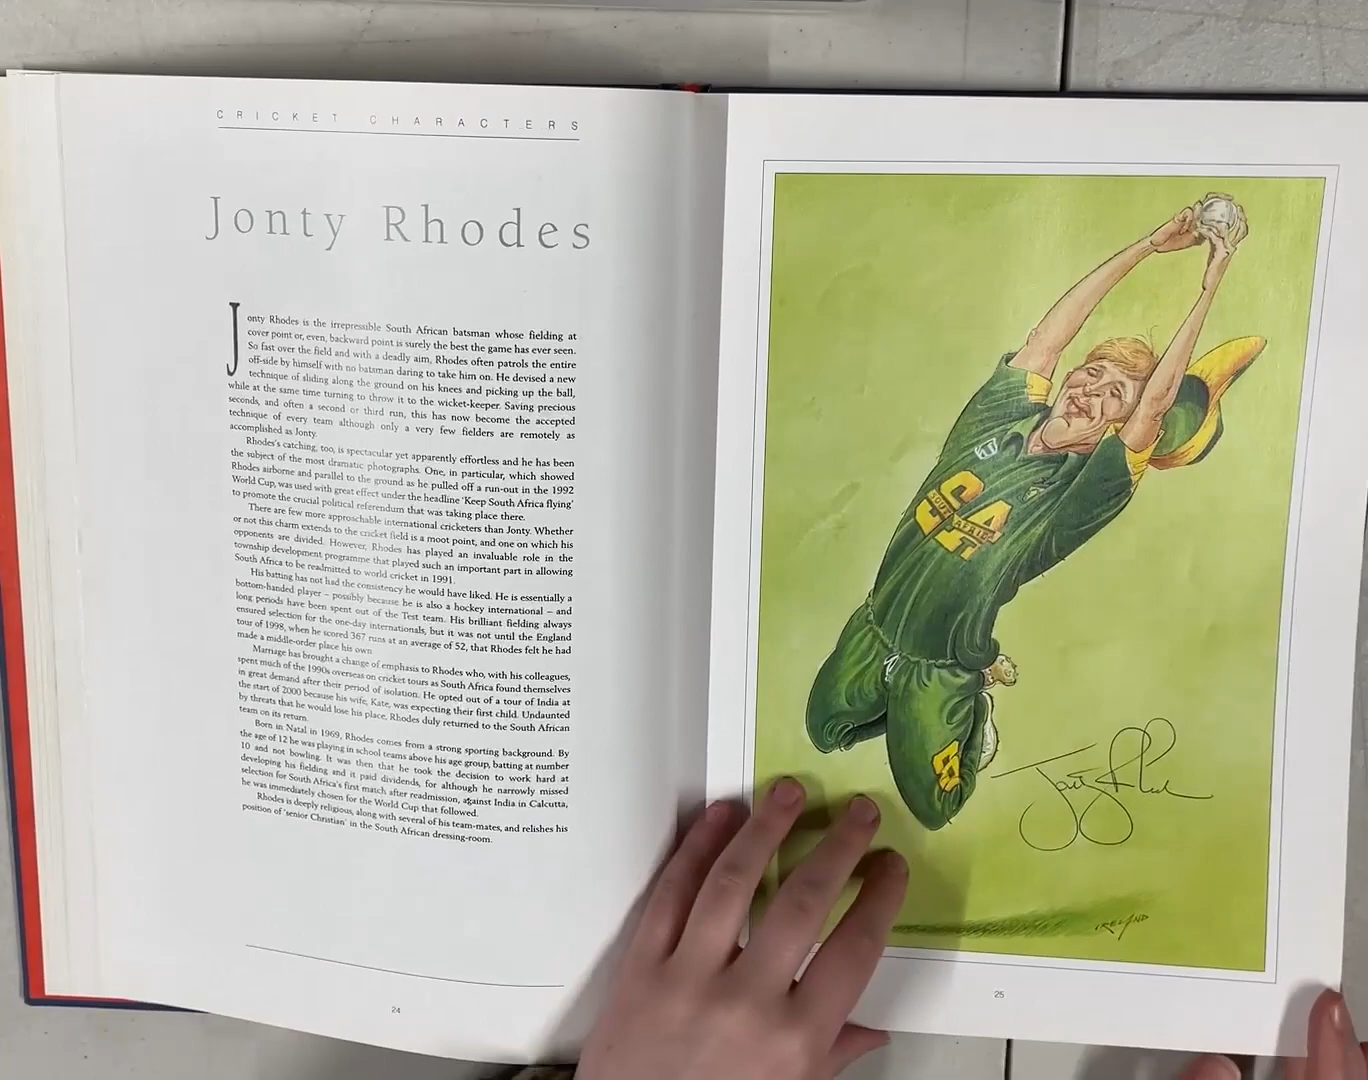 CRICKET CHARACTERS
Jonty Rhodes
Jonty Rhodes is the irrepressible South African batsman whose fielding at
cover point or, even, backward point is surely the best the game has ever seen.
So fast over the field and with a deadly aim, Rhodes often patrols the entire
off-side by himself with no batsman daring to take him on. He devised a new
technique of sliding along the ground on his knees and picking up the ball,
while at the same time turning to throw it to the wicket-keeper. Saving precious
seconds, and often a second or third run, this has now become the accepted
technique of every team although only a very few fielders are remotely as
accomplished as Jonty.
Rhodes's catching, too, is spectacular yet apparently effortless and he has been
the subject of the most dramatic photographs. One, in particular, which showed
Rhodes airborne and parallel to the ground as he pulled off a run-out in the 1992
World Cup, was used with great effect under the headline 'Keep South Africa flying'
to promote the crucial political referendum that was taking place there.
There are few more approachable international cricketers than Jonty. Whether
or not this charm extends to the cricket field is a moot point, and one on which his
opponents are divided. However, Rhodes has played an invaluable role in the
township development programme that played such an important part in allowing
South Africa to be readmitted to world cricket in 1991.
His batting has not had the consistency he would have liked. He is essentially a
bottom-handed player – possibly because he is also a hockey international – and
long periods have been spent out of the Test team. His brilliant fielding always
ensured selection for the one-day internationals, but it was not until the England
tour of 1998, when he scored 367 runs at an average of 52, that Rhodes felt he had
made a middle-order place his own.
Marriage has brought a change of emphasis to Rhodes who, with his colleagues,
spent much of the 1990s overseas on cricket tours as South Africa found themselves
in great demand after their period of isolation. He opted out of a tour of India at
the start of 2000 because his wife, Kate, was expecting their first child. Undaunted
by threats that he would lose his place, Rhodes duly returned to the South African
team on its return.
Born in Natal in 1969, Rhodes comes from a strong sporting background. By
the age of 12 he was playing in school teams above his age group, batting at number
10 and not bowling. It was then that he took the decision to work hard at
developing his fielding and it paid dividends, for although he narrowly missed
selection for South Africa's first match after readmission, against India in Calcutta,
he was immediately chosen for the World Cup that followed.
Rhodes is deeply religious, along with several of his team-mates, and relishes his
position of 'senior Christian' in the South African dressing-room.
24
SA
SOUTH AFRICA
IRELAND
25